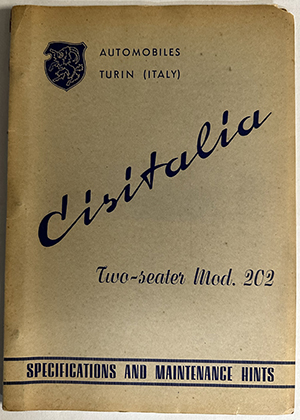 AUTOMOBILES
TURIN (ITALY)
Cisitalia
Two-seater Mod. 202
SPECIFICATIONS AND MAINTENANCE HINTS